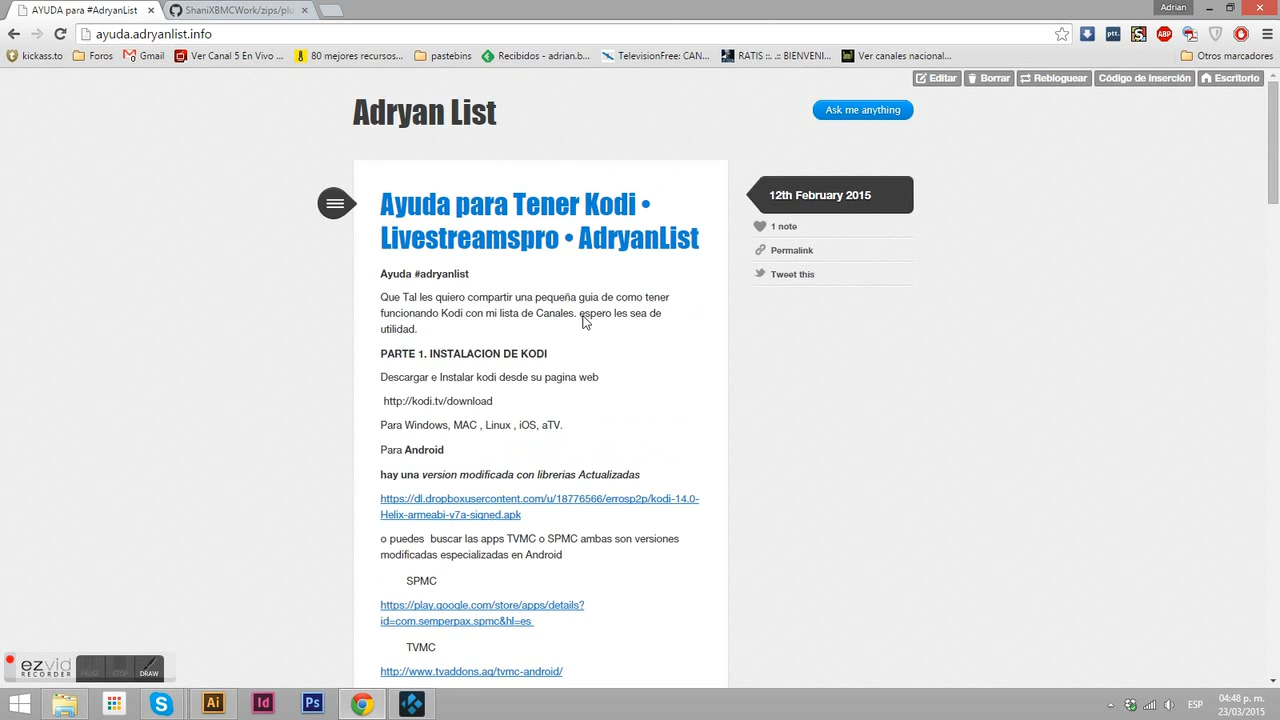 AYUDA para #AdryanList
ShaniXBMCWork/zips/plu
Adrian
ayuda.adryanlist.info
ptt.
ABP
kickass.to
Foros
Gmail
Ver Canal 5 En Vivo ...
80 mejores recursos...
pastebins
Recibidos - adrian.b...
TelevisionFree: CAN...
RATIS ::. .:: BIENVENI...
Ver canales nacional...
Otros marcadores
Editar
Borrar
Rebloguear
Código de inserción
Escritorio
Adryan List
Ask me anything
Ayuda para Tener Kodi •
Livestreamspro • AdryanList
12th February 2015
1 note
Permalink
Tweet this
Ayuda #adryanlist
Que Tal les quiero compartir una pequeña guia de como tener
funcionando Kodi con mi lista de Canales. espero les sea de
utilidad.
PARTE 1. INSTALACION DE KODI
Descargar e Instalar kodi desde su pagina web
http://kodi.tv/download
Para Windows, MAC , Linux , iOS, aTV.
Para Android
hay una version modificada con librerias Actualizadas
https://dl.dropboxusercontent.com/u/18776566/errosp2p/kodi-14.0-
Helix-armeabi-v7a-signed.apk
o puedes  buscar las apps TVMC o SPMC ambas son versiones
modificadas especializadas en Android
SPMC
https://play.google.com/store/apps/details?
id=com.semperpax.spmc&hl=es
TVMC
http://www.tvaddons.ag/tvmc-android/
ezvid
RECORDER
PAUSE
STOP
DRAW
Ai
Id
Ps
ESP
04:48 p. m.
23/03/2015